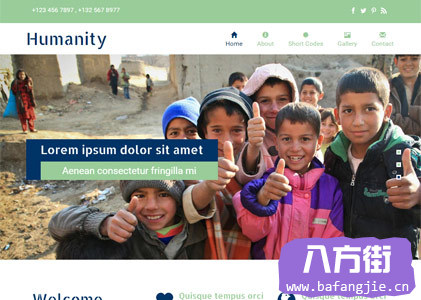 +123 456 7897 , +132 567 8977
Humanity
Home
About
Short Codes
Gallery
Contact
Lorem ipsum dolor sit amet
Aenean consectetur fringilla mi
八方街
www.bafangjie.cn
Welcome
Quisque tempus orci
Quisque tempus orci